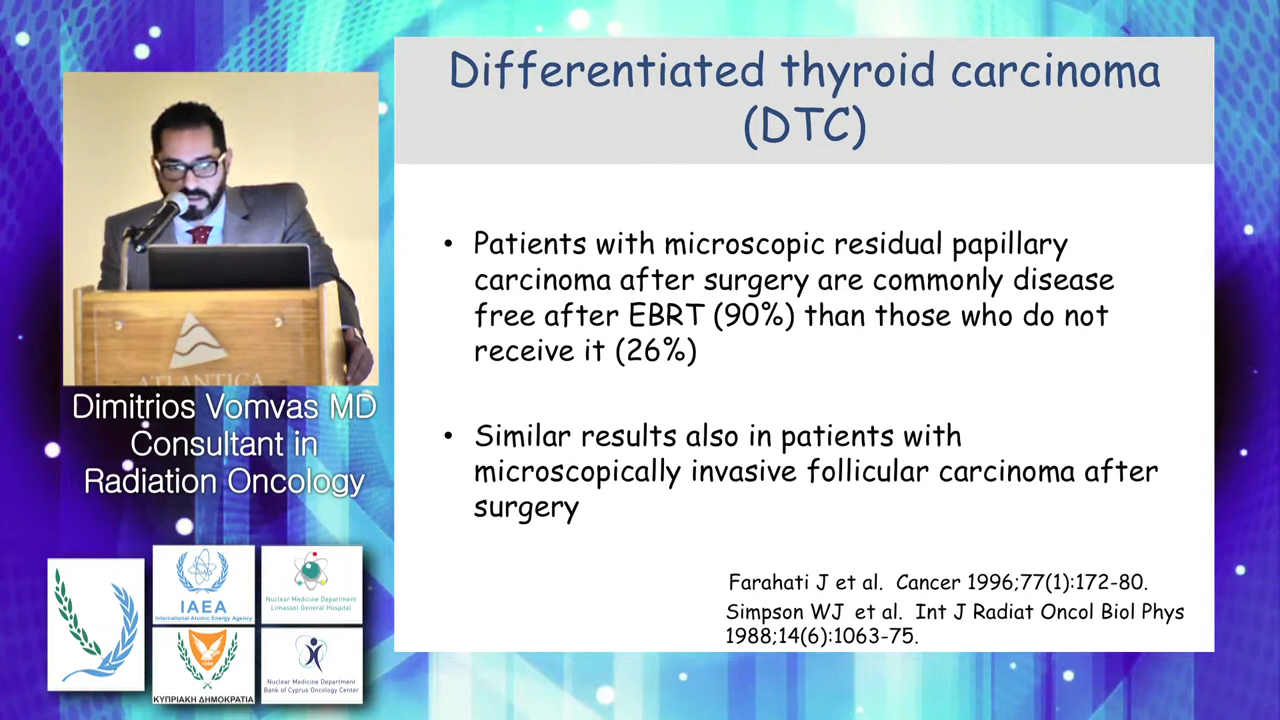 Differentiated thyroid carcinoma
(DTC)
• Patients with microscopic residual papillary
carcinoma after surgery are commonly disease
free after EBRT (90%) than those who do not
receive it (26%)
• Similar results also in patients with
microscopically invasive follicular carcinoma after
surgery
Farahati J et al. Cancer 1996;77(1):172-80.
Simpson WJ et al. Int J Radiat Oncol Biol Phys
1988;14(6):1063-75.
ATLANTICA
Dimitrios Vomvas MD
Consultant in
Radiation Oncology
IAEA
International Atomic Energy Agency
Nuclear Medicine Department
Limassol General Hospital
ΚΥΠΡΙΑΚΗ ΔΗΜΟΚΡΑΤΙΑ
Nuclear Medicine Department
Bank of Cyprus Oncology Center